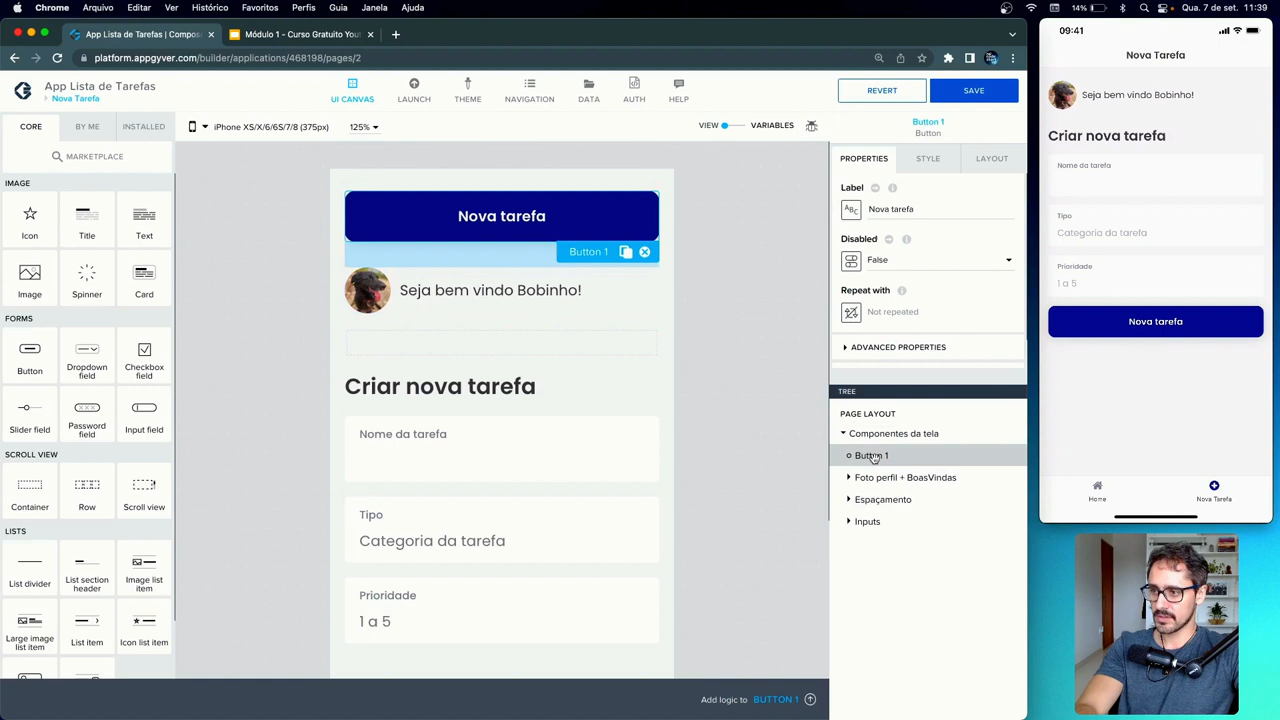 Chrome Arquivo Editar Ver Histórico Favoritos Perfis Guia Janela Ajuda
14% Qua. 7 de set. 11:39
App Lista de Tarefas | Compos
Módulo 1 - Curso Gratuito Yout
platform.appgyver.com/builder/applications/468198/pages/2
App Lista de Tarefas
Nova Tarefa
UI CANVAS
LAUNCH
THEME
NAVIGATION
DATA
AUTH
HELP
REVERT
SAVE
CORE
BY ME
INSTALLED
iPhone XS/X/6/6S/7/8 (375px)
125%
VIEW
VARIABLES
Button 1
Button
MARKETPLACE
PROPERTIES
STYLE
LAYOUT
IMAGE
Icon
Title
Text
Image
Spinner
Card
FORMS
Button
Dropdown field
Checkbox field
Slider field
Password field
Input field
SCROLL VIEW
Container
Row
Scroll view
LISTS
List divider
List section header
Image list item
Large image list item
List item
Icon list item
Nova tarefa
Button 1
Seja bem vindo Bobinho!
Criar nova tarefa
Nome da tarefa
Tipo
Categoria da tarefa
Prioridade
1 a 5
Add logic to BUTTON 1
Label
ABC Nova tarefa
Disabled
False
Repeat with
Not repeated
ADVANCED PROPERTIES
TREE
PAGE LAYOUT
Componentes da tela
Button 1
Foto perfil + BoasVindas
Espaçamento
Inputs
09:41
Nova Tarefa
Seja bem vindo Bobinho!
Criar nova tarefa
Nome da tarefa
Tipo
Categoria da tarefa
Prioridade
1 a 5
Nova tarefa
Home
Nova Tarefa